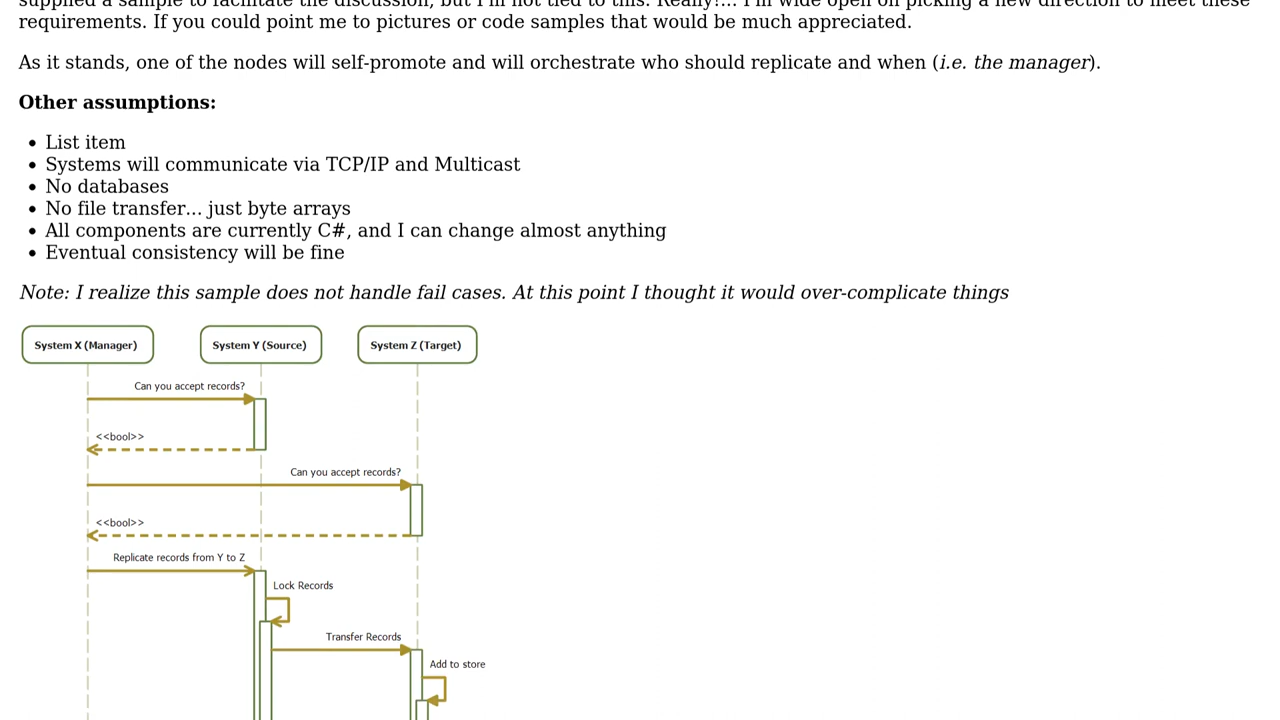 supplied a sample to facilitate the discussion, but I'm not tied to this. Really!... I'm wide open on picking a new direction to meet these
requirements. If you could point me to pictures or code samples that would be much appreciated.
As it stands, one of the nodes will self-promote and will orchestrate who should replicate and when (i.e. the manager).
Other assumptions:
• List item
• Systems will communicate via TCP/IP and Multicast
• No databases
• No file transfer... just byte arrays
• All components are currently C#, and I can change almost anything
• Eventual consistency will be fine
Note: I realize this sample does not handle fail cases. At this point I thought it would over-complicate things
System X (Manager) System Y (Source) System Z (Target)
Can you accept records?
<<bool>>
Can you accept records?
<<bool>>
Replicate records from Y to Z
Lock Records
Transfer Records
Add to store